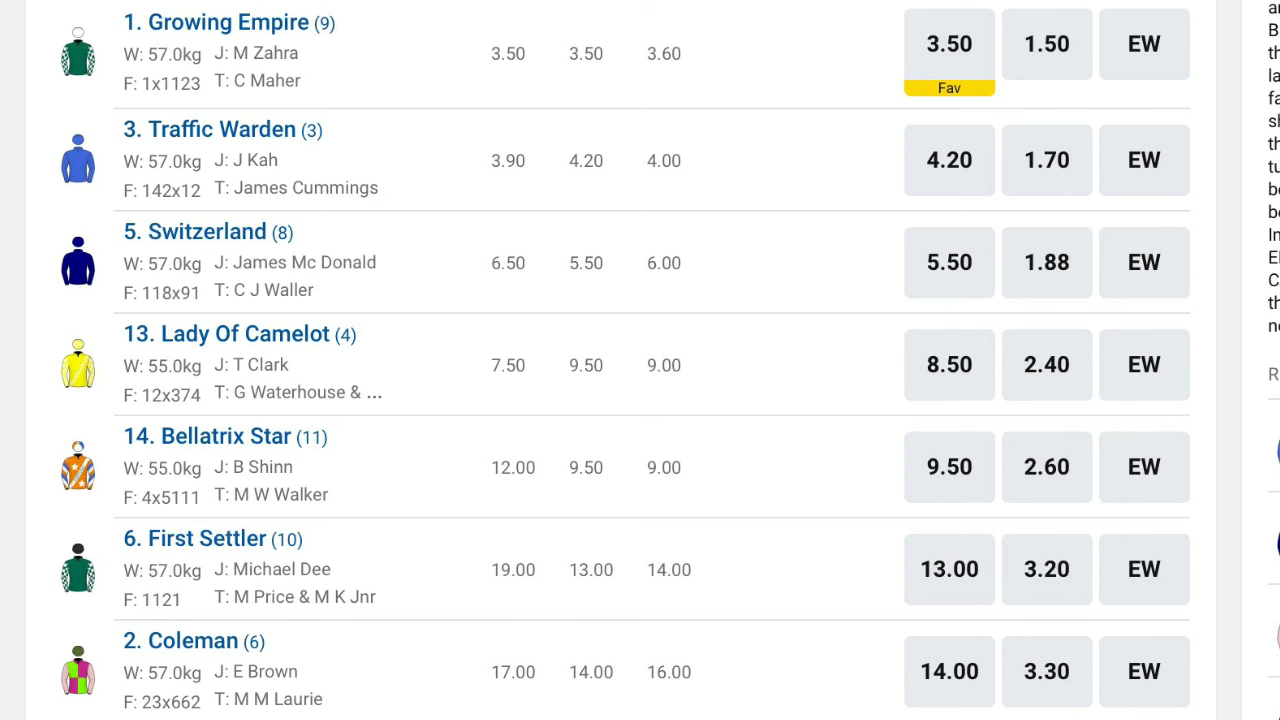 1. Growing Empire (9)
W: 57.0kg J: M Zahra 3.50 3.50 3.60 3.50 1.50 EW
F: 1x1123 T: C Maher Fav
3. Traffic Warden (3)
W: 57.0kg J: J Kah 3.90 4.20 4.00 4.20 1.70 EW
F: 142x12 T: James Cummings
5. Switzerland (8)
W: 57.0kg J: James Mc Donald 6.50 5.50 6.00 5.50 1.88 EW
F: 118x91 T: C J Waller
13. Lady Of Camelot (4)
W: 55.0kg J: T Clark 7.50 9.50 9.00 8.50 2.40 EW
F: 12x374 T: G Waterhouse & ...
14. Bellatrix Star (11)
W: 55.0kg J: B Shinn 12.00 9.50 9.00 9.50 2.60 EW
F: 4x5111 T: M W Walker
6. First Settler (10)
W: 57.0kg J: Michael Dee 19.00 13.00 14.00 13.00 3.20 EW
F: 1121 T: M Price & M K Jnr
2. Coleman (6)
W: 57.0kg J: E Brown 17.00 14.00 16.00 14.00 3.30 EW
F: 23x662 T: M M Laurie